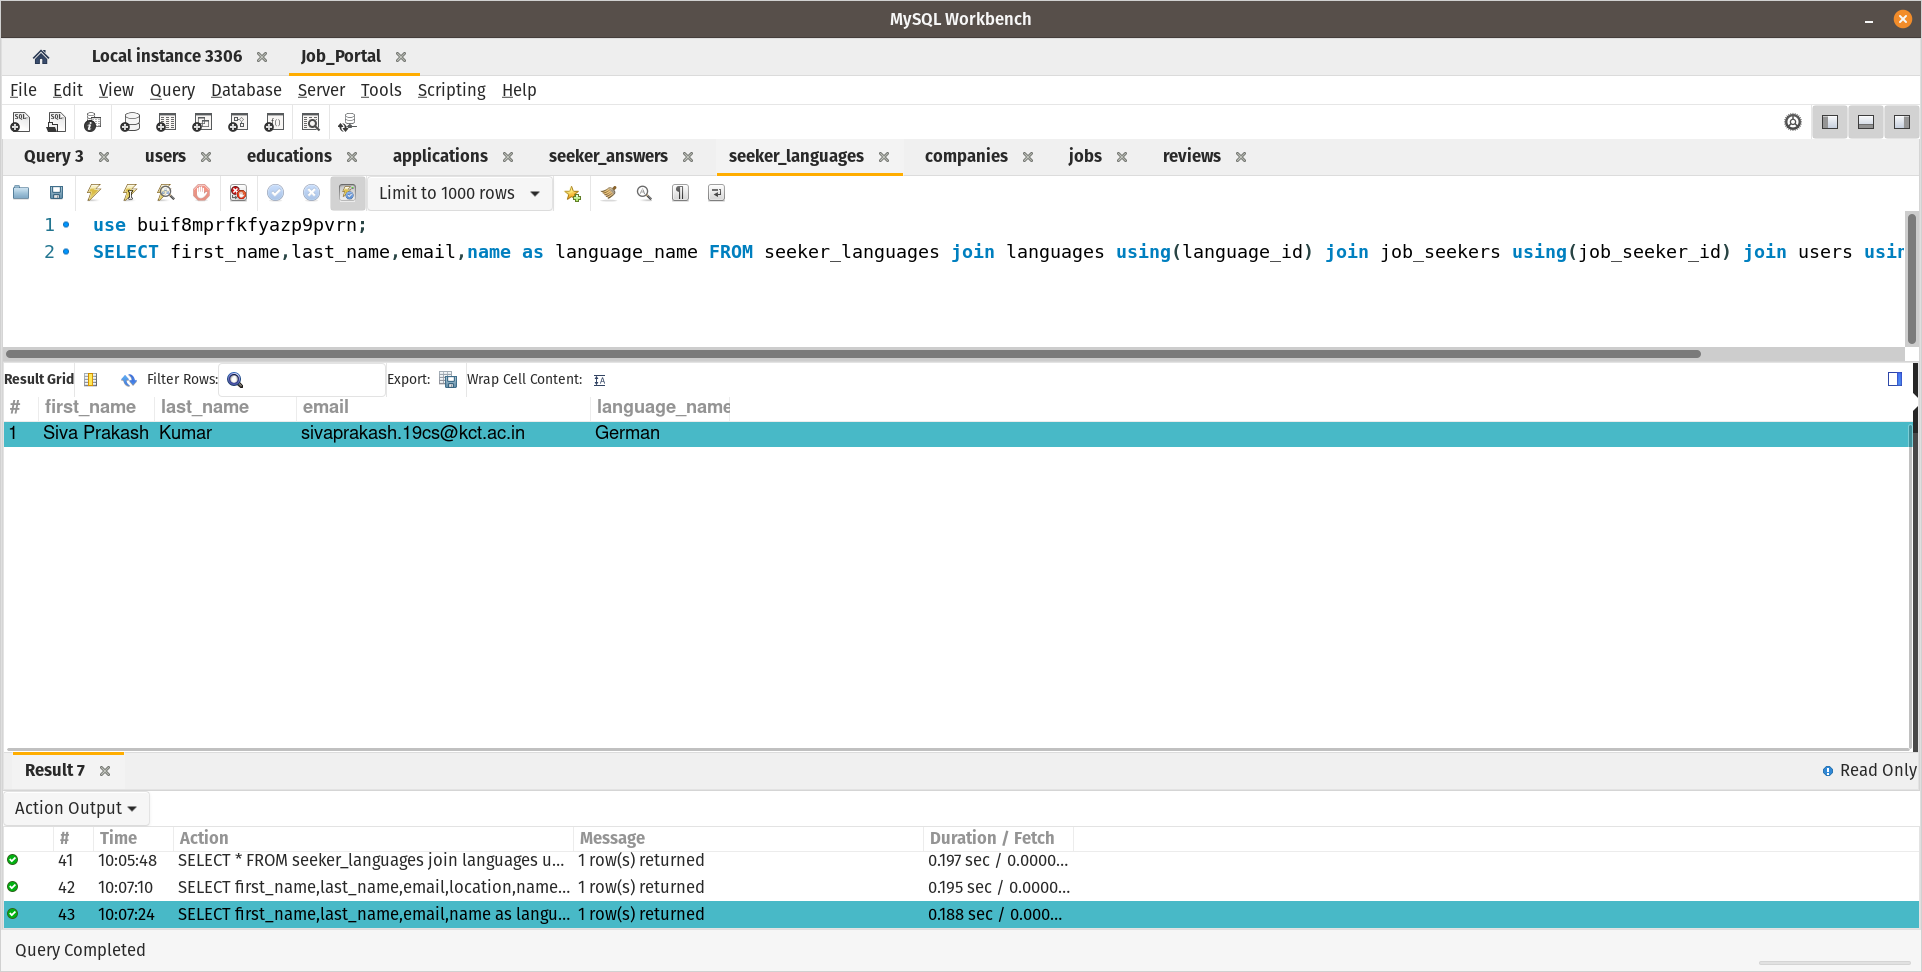 MySQL Workbench
Local instance 3306 Job_Portal
File Edit View Query Database Server Tools Scripting Help
Query 3 users educations applications seeker_answers seeker_languages companies jobs reviews
Limit to 1000 rows
1 use buif8mprfkfyazp9pvrn;
2 SELECT first_name,last_name,email,name as language_name FROM seeker_languages join languages using(language_id) join job_seekers using(job_seeker_id) join users usin
Result Grid Filter Rows: Export: Wrap Cell Content:
# first_name last_name email language_name
1 Siva Prakash Kumar sivaprakash.19cs@kct.ac.in German
Result 7 Read Only
Action Output
# Time Action Message Duration / Fetch
41 10:05:48 SELECT * FROM seeker_languages join languages u... 1 row(s) returned 0.197 sec / 0.0000...
42 10:07:10 SELECT first_name,last_name,email,location,name... 1 row(s) returned 0.195 sec / 0.0000...
43 10:07:24 SELECT first_name,last_name,email,name as langu... 1 row(s) returned 0.188 sec / 0.000...
Query Completed